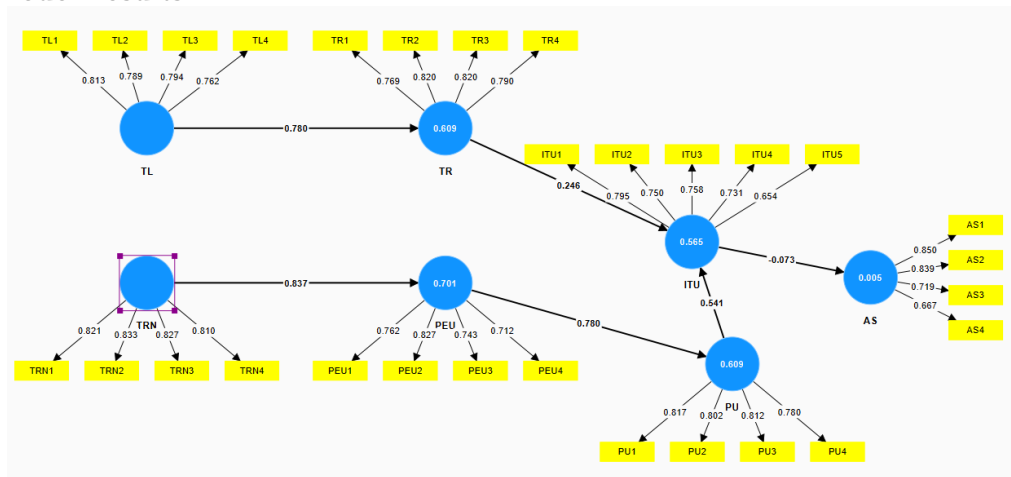 TL1 TL2 TL3 TL4 TR1 TR2 TR3 TR4
0.813 0.789 0.794 0.762 0.769 0.820 0.820 0.790
0.780 0.609
TL TR
ITU1 ITU2 ITU3 ITU4 ITU5
0.246 0.795 0.750 0.758 0.731 0.654
0.565
ITU
-0.073
AS1
0.850
AS2
0.839
AS3
0.719
AS4
0.667
0.005
AS
0.837 0.701
TRN PEU
0.541
0.780
0.821 0.833 0.827 0.810 0.762 0.827 0.743 0.712
TRN1 TRN2 TRN3 TRN4 PEU1 PEU2 PEU3 PEU4
0.609
PU
0.817 0.802 0.812 0.780
PU1 PU2 PU3 PU4